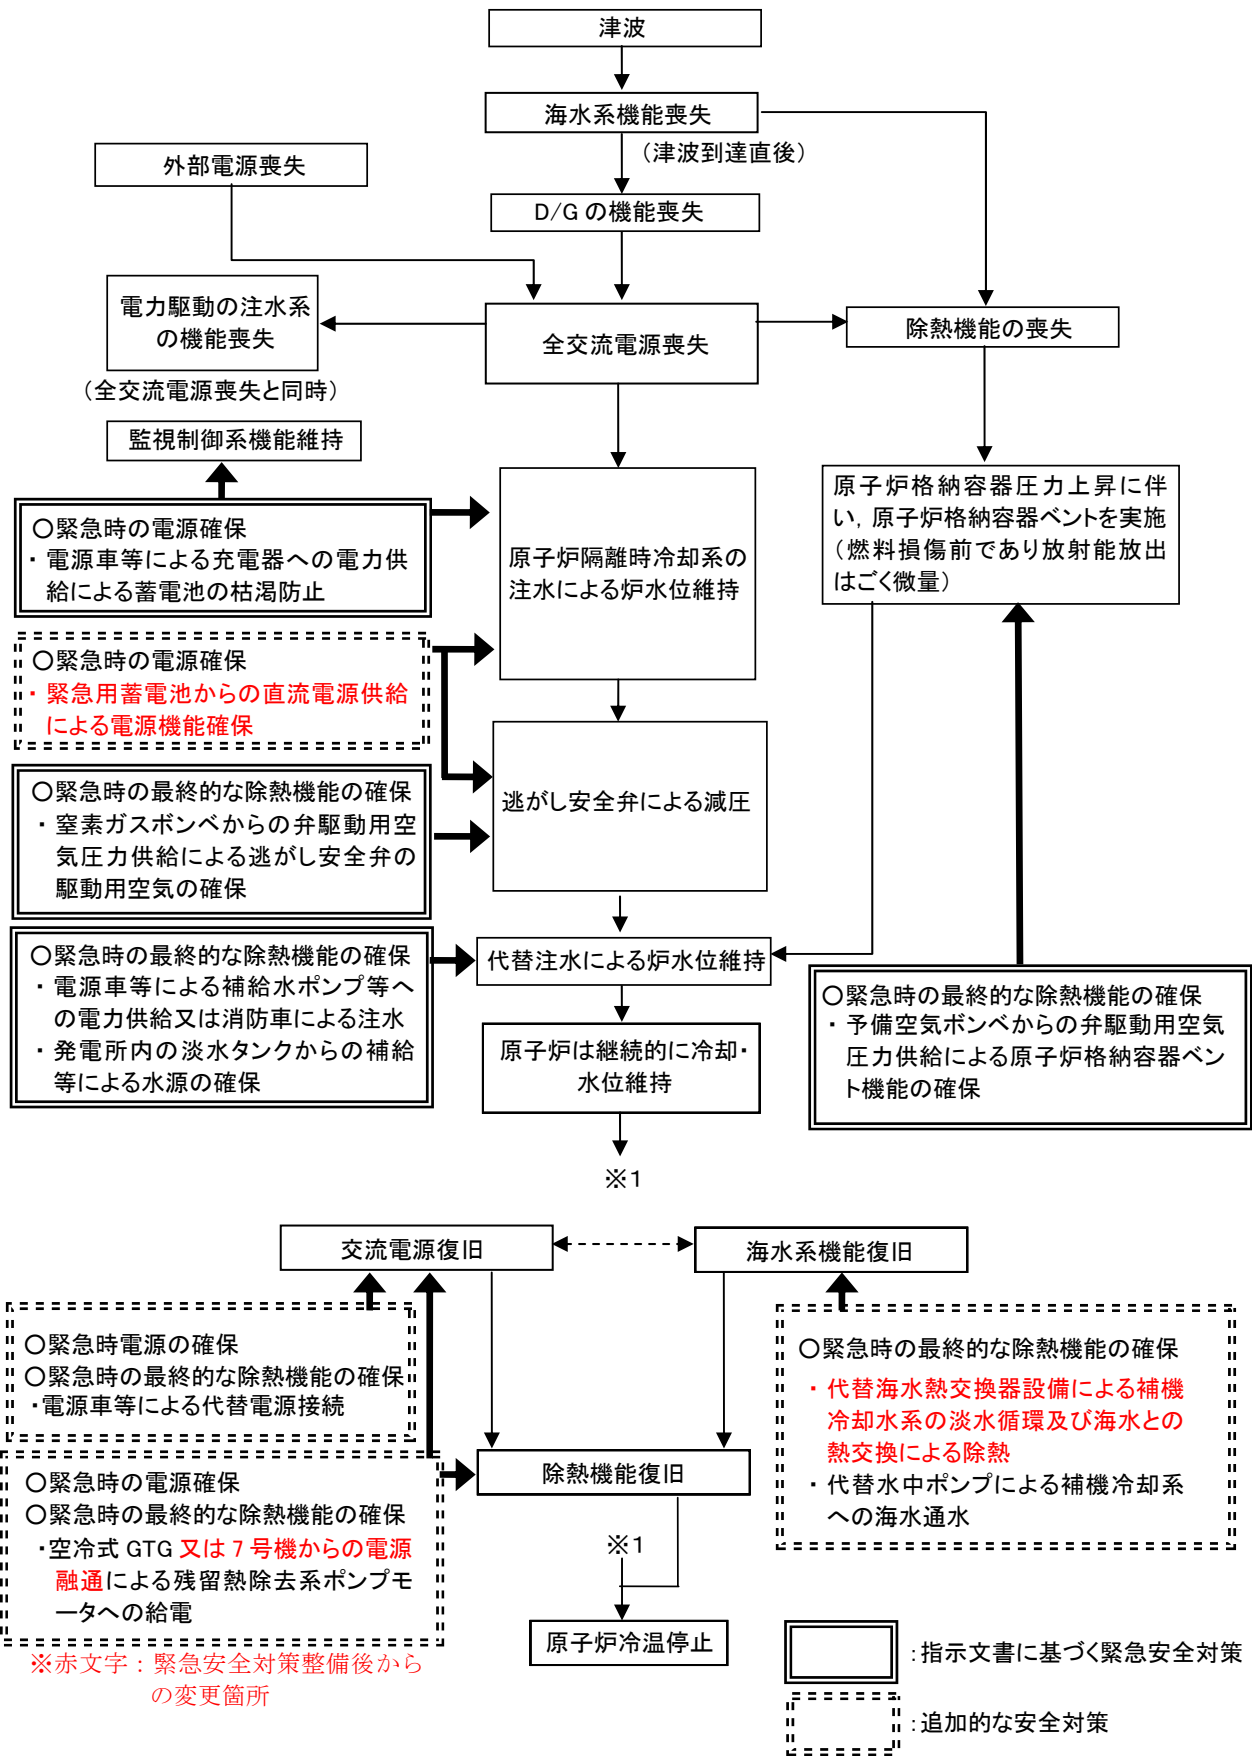 津波
海水系機能喪失
(津波到達直後)
外部電源喪失
D/G の機能喪失
電力駆動の注水系
の機能喪失
(全交流電源喪失と同時)
全交流電源喪失
除熱機能の喪失
監視制御系機能維持
○緊急時の電源確保
・電源車等による充電器への電力供
給による蓄電池の枯渇防止
原子炉隔離時冷却系の
注水による炉水位維持
原子炉格納容器圧力上昇に伴
い，原子炉格納容器ベントを実施
（燃料損傷前であり放射能放出
はごく微量）
○緊急時の電源確保
・緊急用蓄電池からの直流電源供給
による電源機能確保
○緊急時の最終的な除熱機能の確保
・窒素ガスボンベからの弁駆動用空
気圧力供給による逃がし安全弁の
駆動用空気の確保
逃がし安全弁による減圧
○緊急時の最終的な除熱機能の確保
・電源車等による補給水ポンプ等へ
の電力供給又は消防車による注水
・発電所内の淡水タンクからの補給
等による水源の確保
代替注水による炉水位維持
○緊急時の最終的な除熱機能の確保
・予備空気ボンベからの弁駆動用空気
圧力供給による原子炉格納容器ベン
ト機能の確保
原子炉は継続的に冷却・
水位維持
※1
交流電源復旧
海水系機能復旧
○緊急時電源の確保
○緊急時の最終的な除熱機能の確保
・電源車等による代替電源接続
○緊急時の最終的な除熱機能の確保
・代替海水熱交換器設備による補機
冷却水系の淡水循環及び海水との
熱交換による除熱
・代替水中ポンプによる補機冷却系
への海水通水
○緊急時の電源確保
○緊急時の最終的な除熱機能の確保
・空冷式 GTG 又は 7 号機からの電源
融通による残留熱除去系ポンプモ
ータへの給電
除熱機能復旧
※1
原子炉冷温停止
※赤文字：緊急安全対策整備後から
の変更箇所
：指示文書に基づく緊急安全対策
：追加的な安全対策